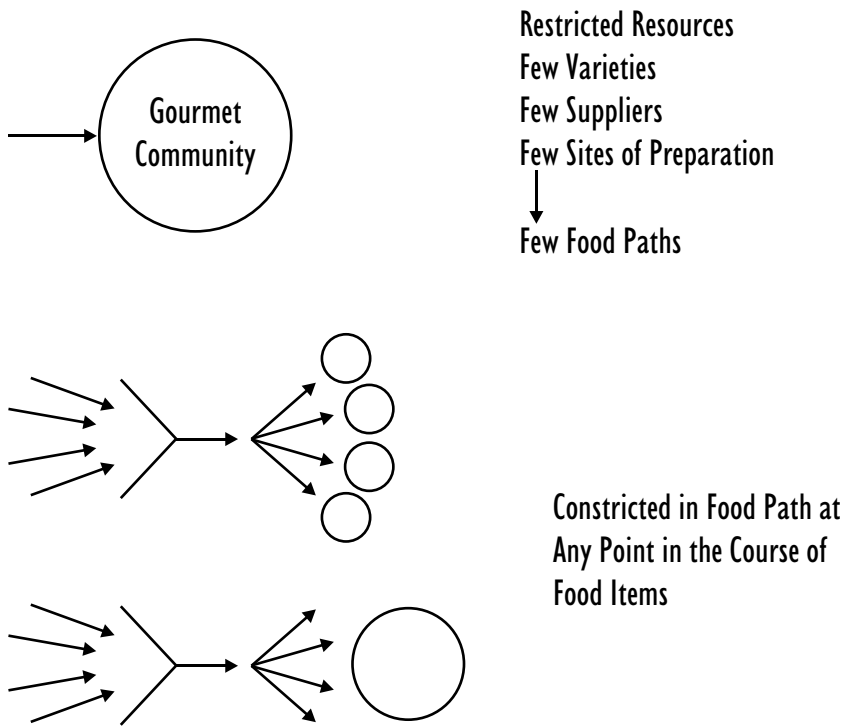 Gourmet
Community
Restricted Resources
Few Varieties
Few Suppliers
Few Sites of Preparation
Few Food Paths
Constricted in Food Path at
Any Point in the Course of
Food Items